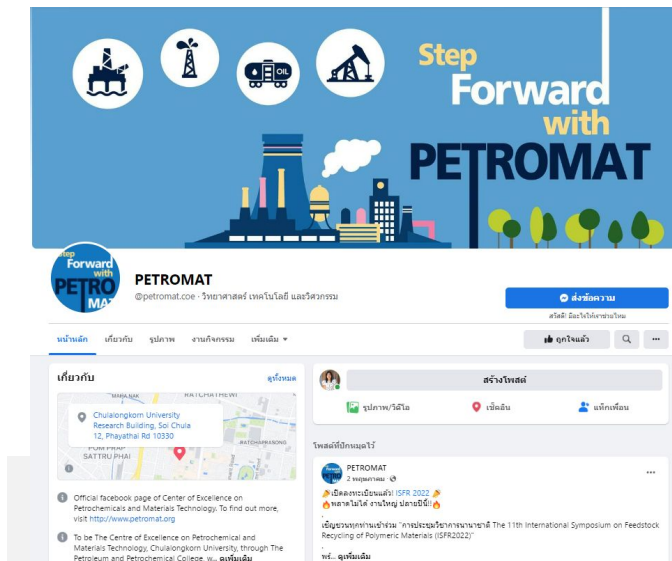 OIL
Step
Forward
with
PETROMAT
Step
Forward
with
PETRO
MAT
PETROMAT
@petromat.coe · วิทยาศาสตร์ เทคโนโลยี และวิศวกรรม
ส่งข้อความ
สวัสดี! มีอะไรให้เราช่วยไหม
หน้าหลัก เกี่ยวกับ รูปภาพ งานกิจกรรม เพิ่มเติม
ถูกใจแล้ว
เกี่ยวกับ
ดูทั้งหมด
RATCHATHEWI
Chulalongkorn University
Research Building, Soi Chula
12, Phayathai Rd 10330
RATCHAPRASONG
POM PRAP
SATTRU PHAI
Official facebook page of Center of Excellence on
Petrochemicals and Materials Technology. To find out more,
visit http://www.petromat.org
To be The Centre of Excellence on Petrochemical and
Materials Technology, Chulalongkorn University, through The
Petroleum and Petrochemical College, w... ดูเพิ่มเติม
สร้างโพสต์
รูปภาพ/วิดีโอ เช็คอิน แท็กเพื่อน
โพสต์ที่ปักหมุดไว้
PETROMAT
2 พฤษภาคม
เปิดลงทะเบียนแล้ว! ISFR 2022
พลาดไม่ได้ งานใหญ่ ปลายปีนี้!!
.
เชิญชวนทุกท่านเข้าร่วม "การประชุมวิชาการนานาชาติ The 11th International Symposium on Feedstock
Recycling of Polymeric Materials (ISFR2022)"
.
พร้... ดูเพิ่มเติม